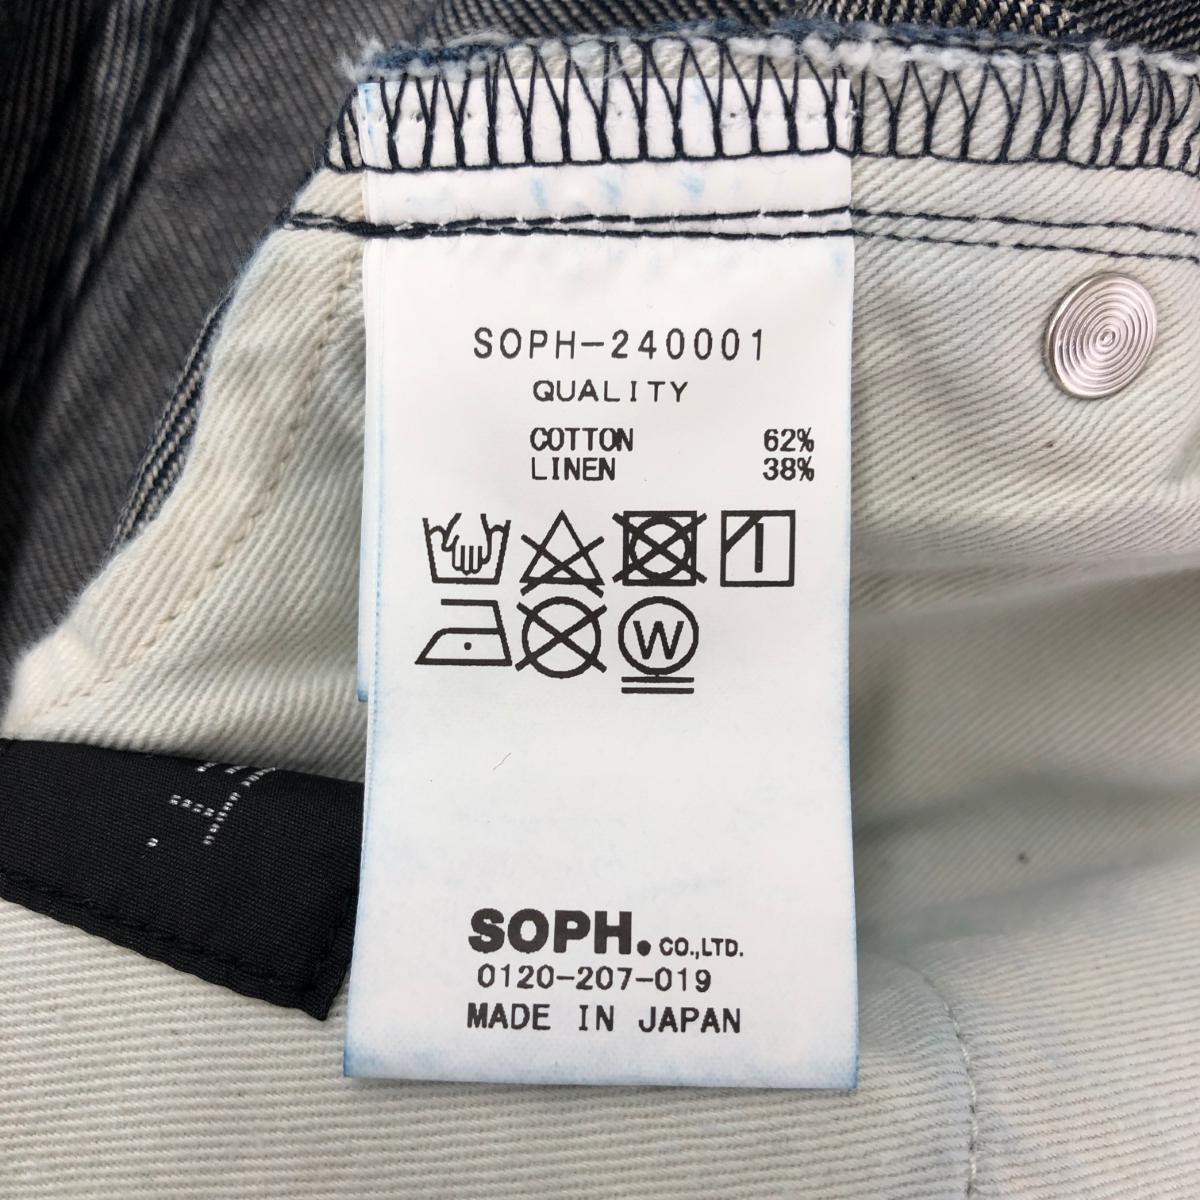 SOPH-240001
QUALITY
COTTON 62%
LINEN 38%
W
SOPH. CO.,LTD.
0120-207-019
MADE IN JAPAN